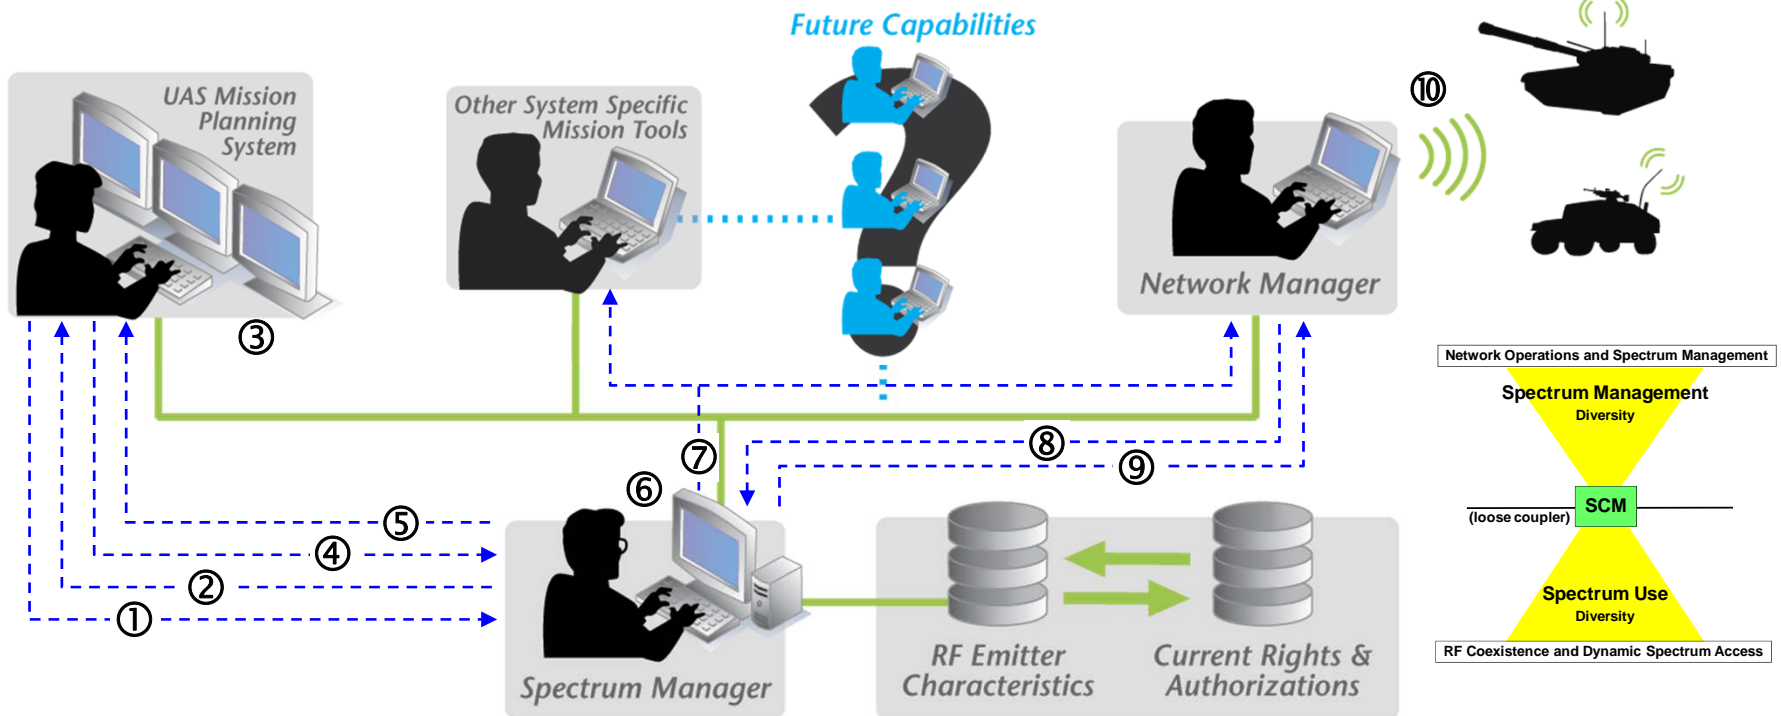 Future Capabilities
UAS Mission
Planning
System
③
Other System Specific
Mission Tools
Network Manager
⑩
⑦
⑧
⑨
⑥
⑤
④
②
①
Spectrum Manager
RF Emitter
Characteristics
Current Rights &
Authorizations
Network Operations and Spectrum Management
Spectrum Management
Diversity
SCM
(loose coupler)
Spectrum Use
Diversity
RF Coexistence and Dynamic Spectrum Access